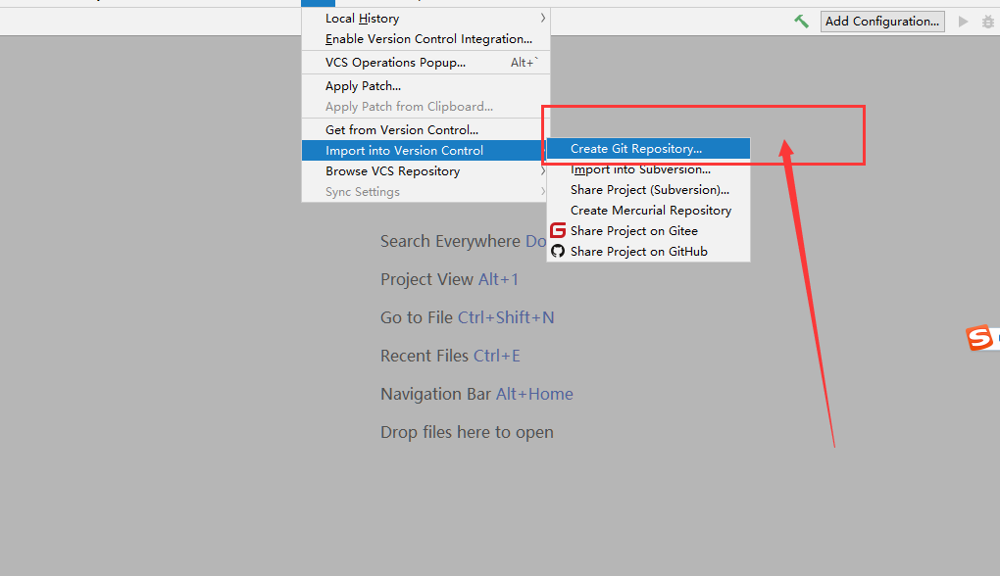 Local History
Add Configuration...
Enable Version Control Integration...
VCS Operations Popup... Alt+`
Apply Patch...
Apply Patch from Clipboard...
Get from Version Control...
Import into Version Control
Create Git Repository...
Browse VCS Repository
Import into Subversion...
Sync Settings
Share Project (Subversion)...
Create Mercurial Repository
Share Project on Gitee
Share Project on GitHub
Search Everywhere Do
Project View Alt+1
Go to File Ctrl+Shift+N
Recent Files Ctrl+E
Navigation Bar Alt+Home
Drop files here to open